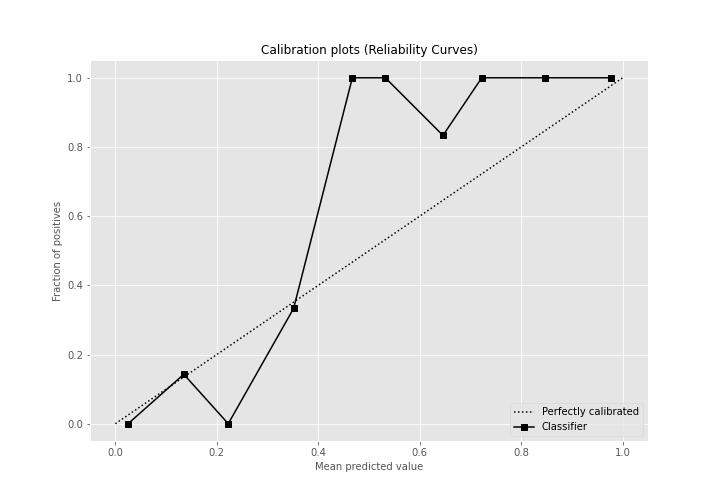 Calibration plots (Reliability Curves)
1.0
0.8
0.6
0.4
0.2
0.0
Fraction of positives
0.0 0.2 0.4 0.6 0.8 1.0
Mean predicted value
Perfectly calibrated
Classifier